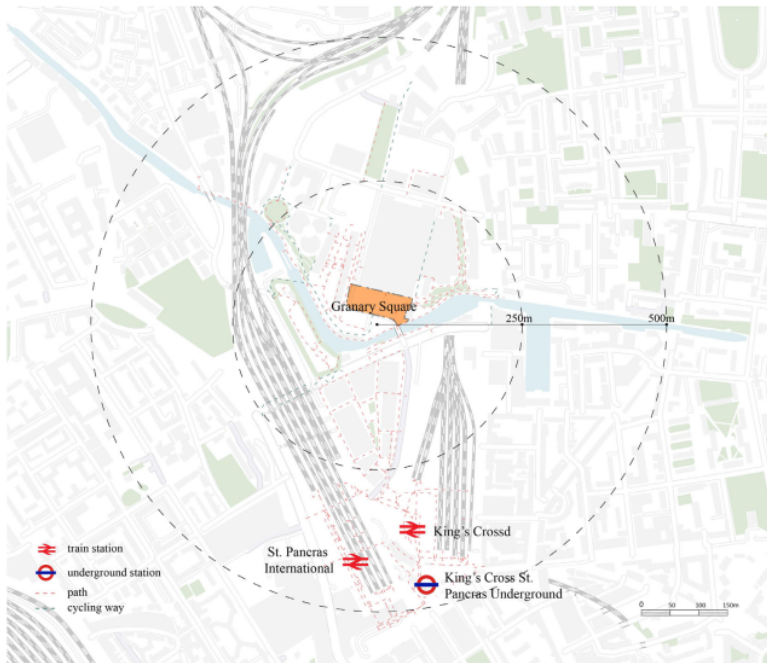 Granary Square
250m
500m
King's Crossd
St. Pancras
International
King's Cross St.
Pancras Underground
train station
underground station
path
cycling way
0 50 100 150m